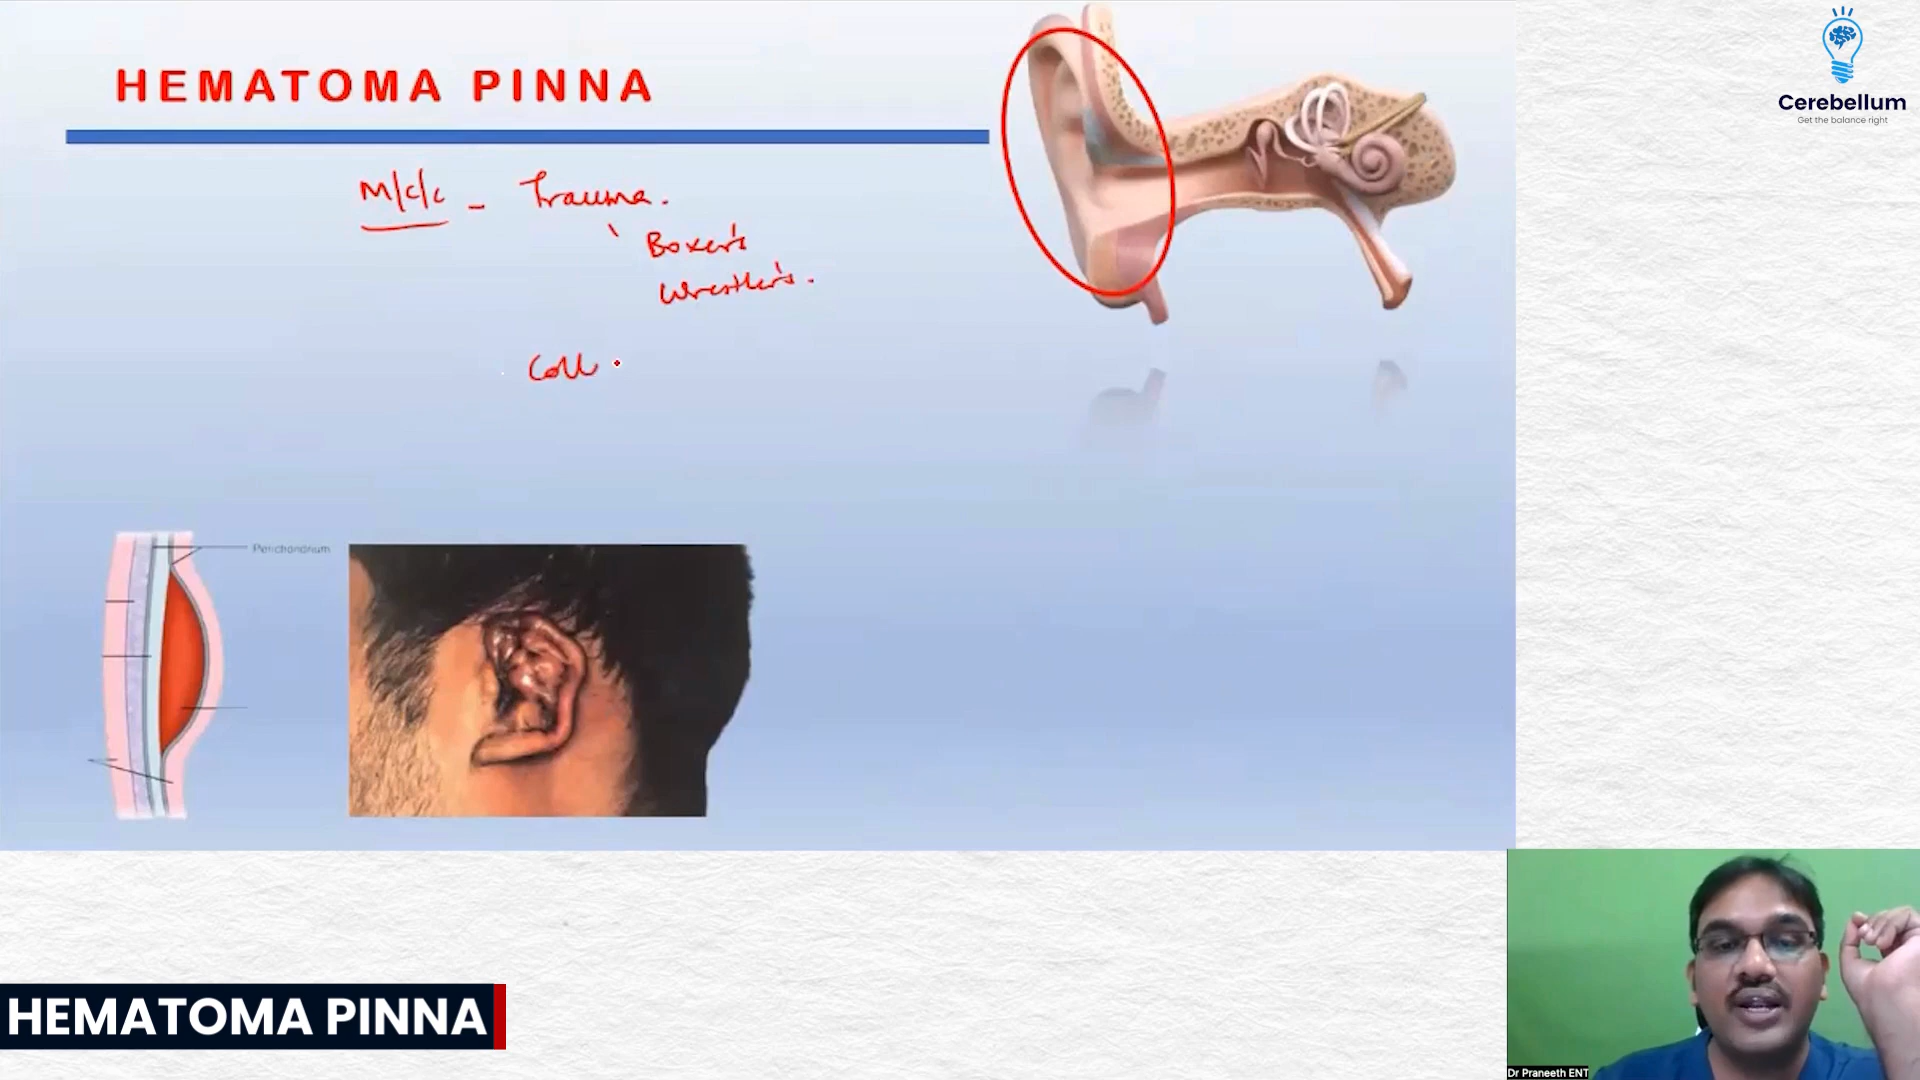 HEMATOMA PINNA
M/c/c - Trauma.
Boxer's
Wrestler's.
Coll
Perichondrium
Cerebellum
Get the balance right
HEMATOMA PINNA
Dr Praneeth ENT